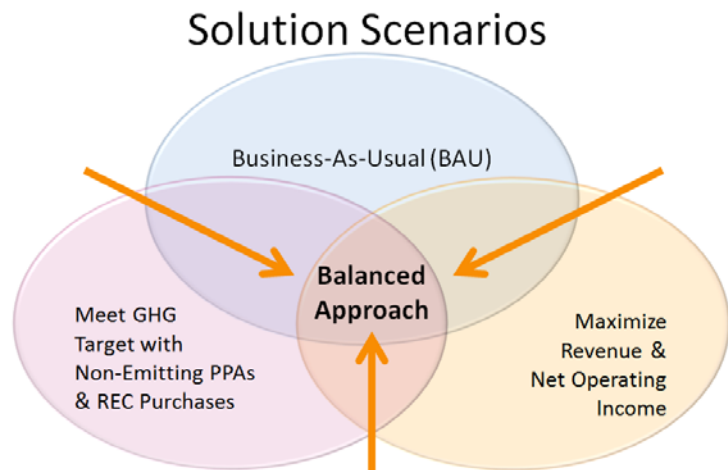 Solution Scenarios
Business-As-Usual (BAU)
Balanced
Approach
Meet GHG
Target with
Non-Emitting PPAs
& REC Purchases
Maximize
Revenue &
Net Operating
Income